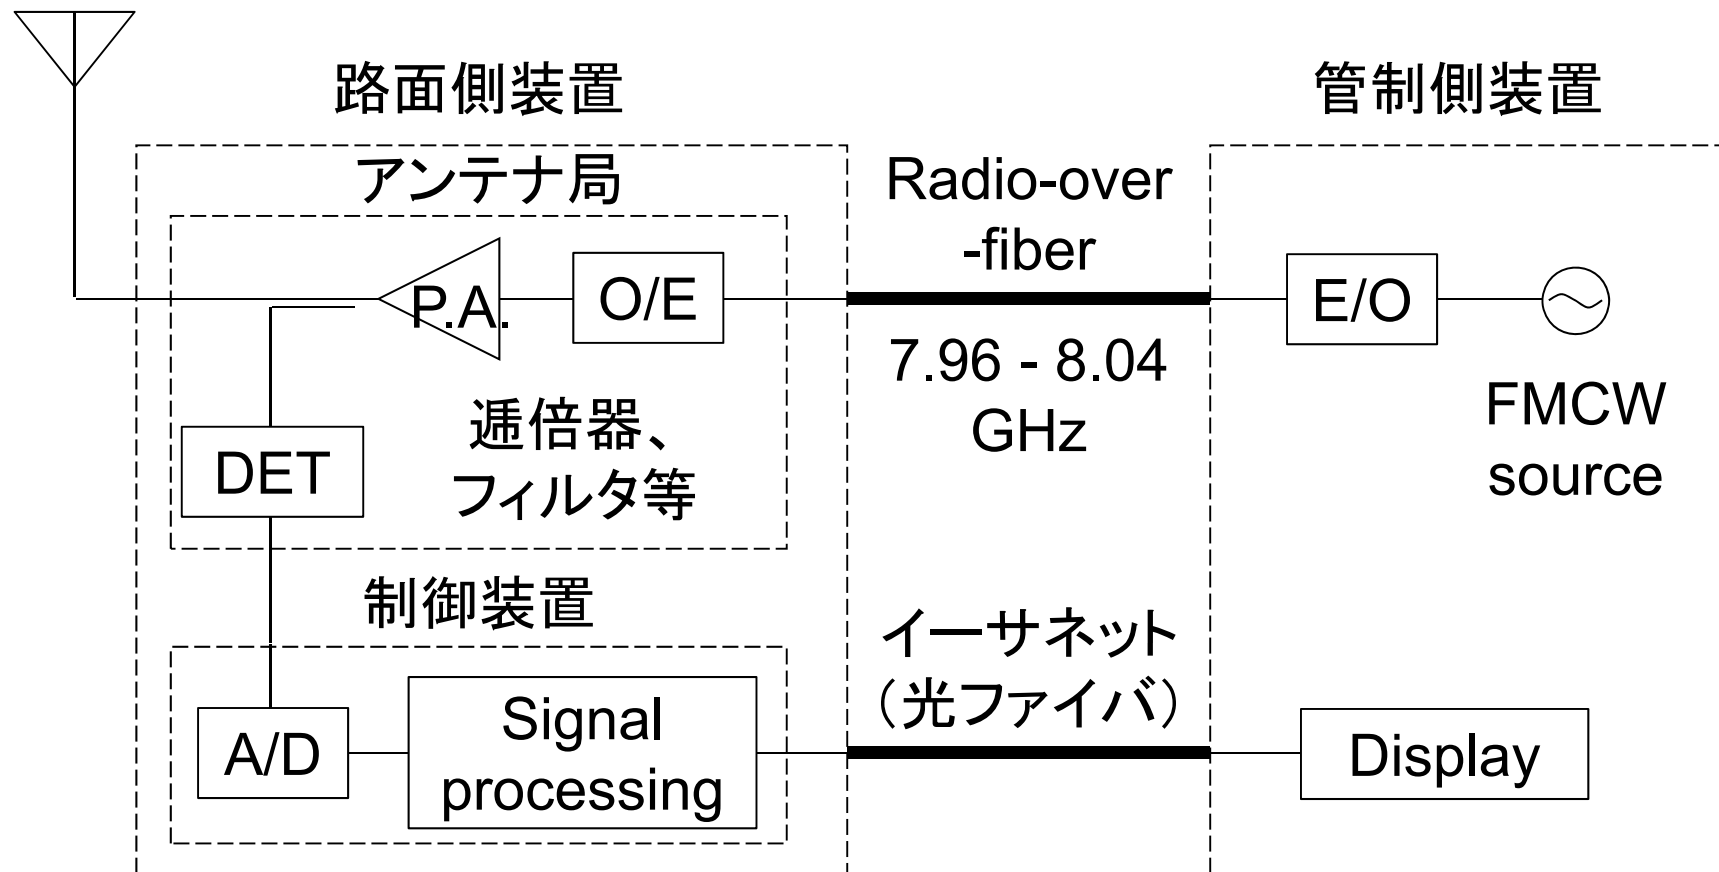 路面側装置
管制側装置
アンテナ局
Radio-over
-fiber
P.A.
O/E
E/O
7.96 - 8.04
GHz
FMCW
source
DET
逓倍器、
フィルタ等
制御装置
イーサネット
（光ファイバ）
A/D
Signal
processing
Display